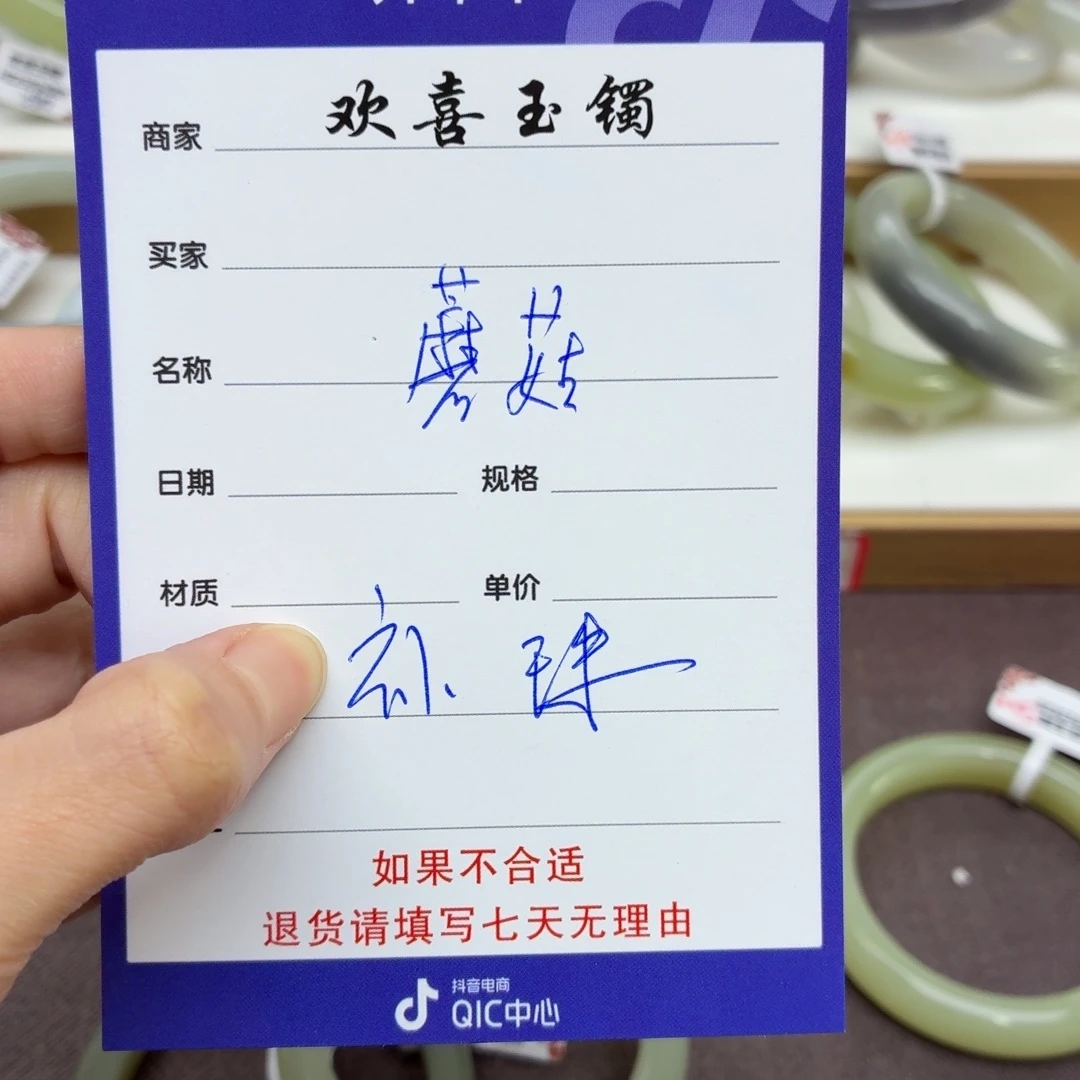 商家 欢喜玉镯
买家
名称 蘑菇
日期 规格
材质 单价
补 珠
如果不合适
退货请填写七天无理由
抖音电商
QIC中心